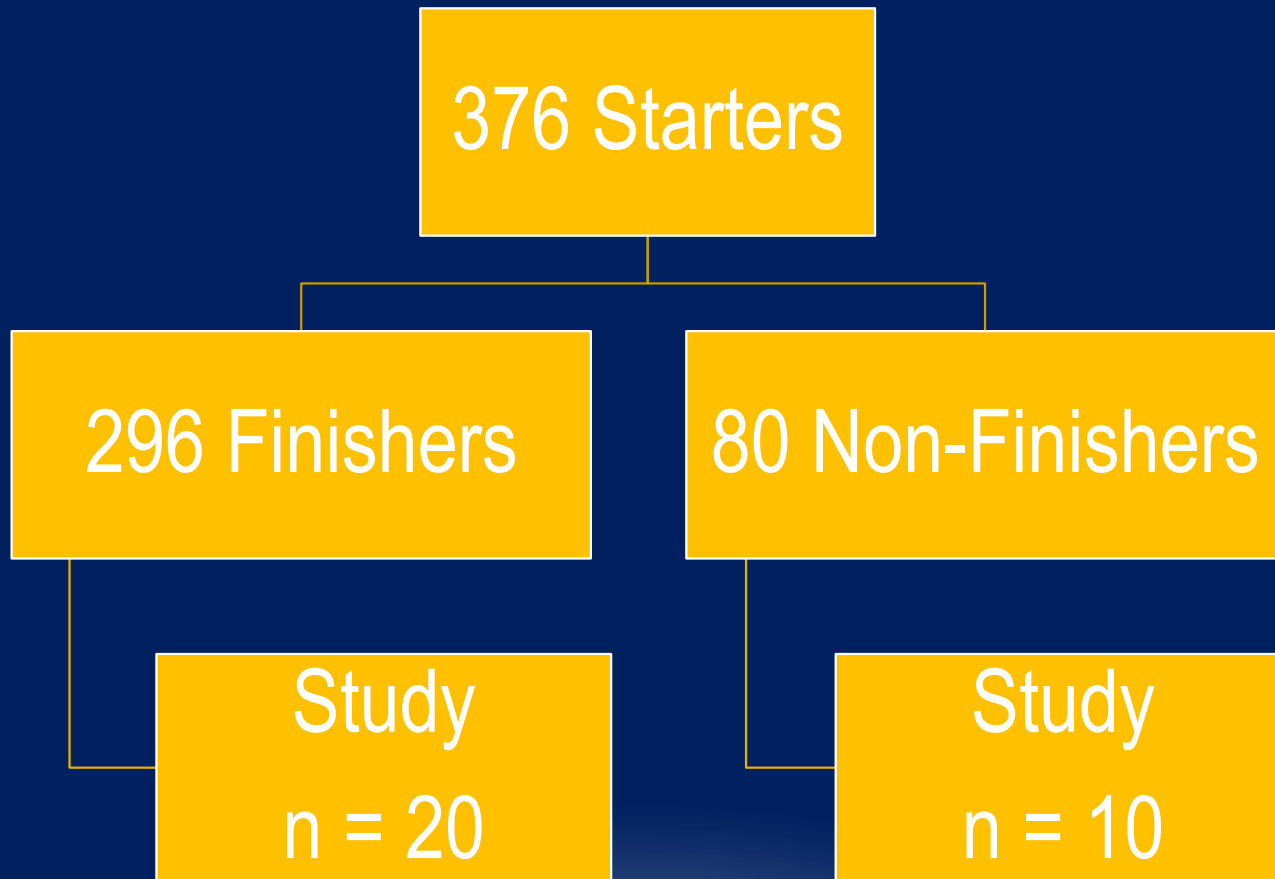 376 Starters
296 Finishers
80 Non-Finishers
Study
n = 20
Study
n = 10